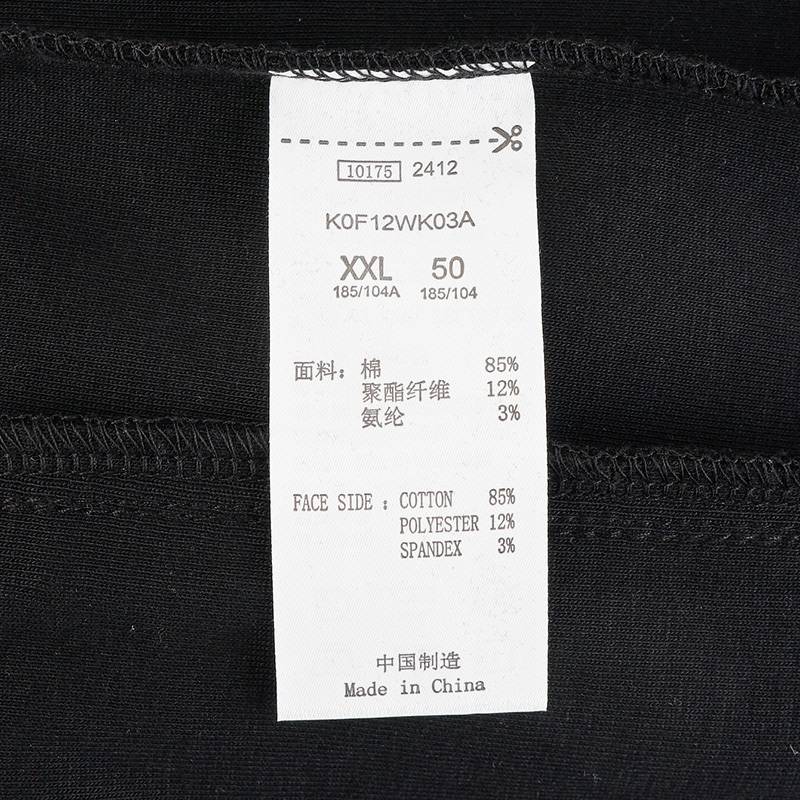 10175 2412
K0F12WK03A
XXL 50
185/104A 185/104
面料：棉 85%
聚酯纤维 12%
氨纶 3%
FACE SIDE : COTTON 85%
POLYESTER 12%
SPANDEX 3%
中国制造
Made in China